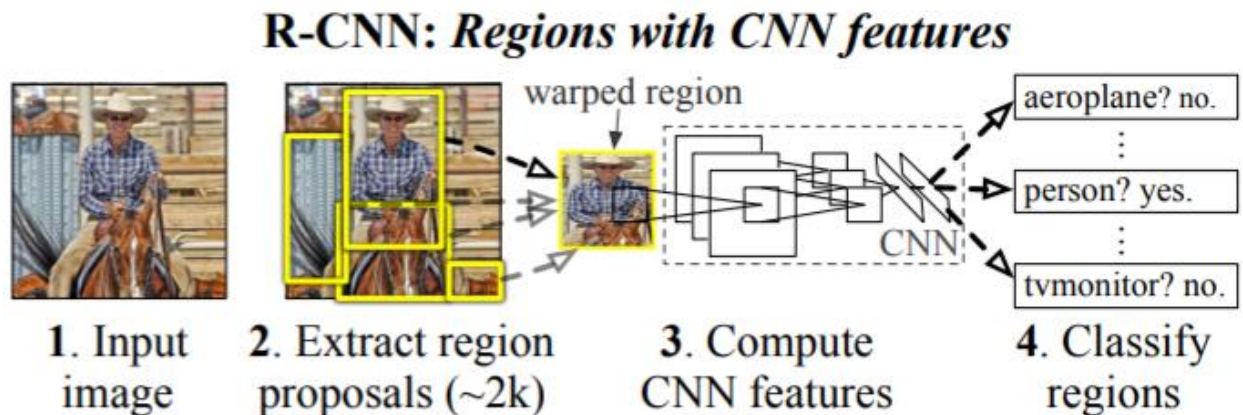 R-CNN: Regions with CNN features
warped region
aeroplane? no.
⋮
person? yes.
⋮
tvmonitor? no.
CNN
1. Input
image
2. Extract region
proposals (~2k)
3. Compute
CNN features
4. Classify
regions